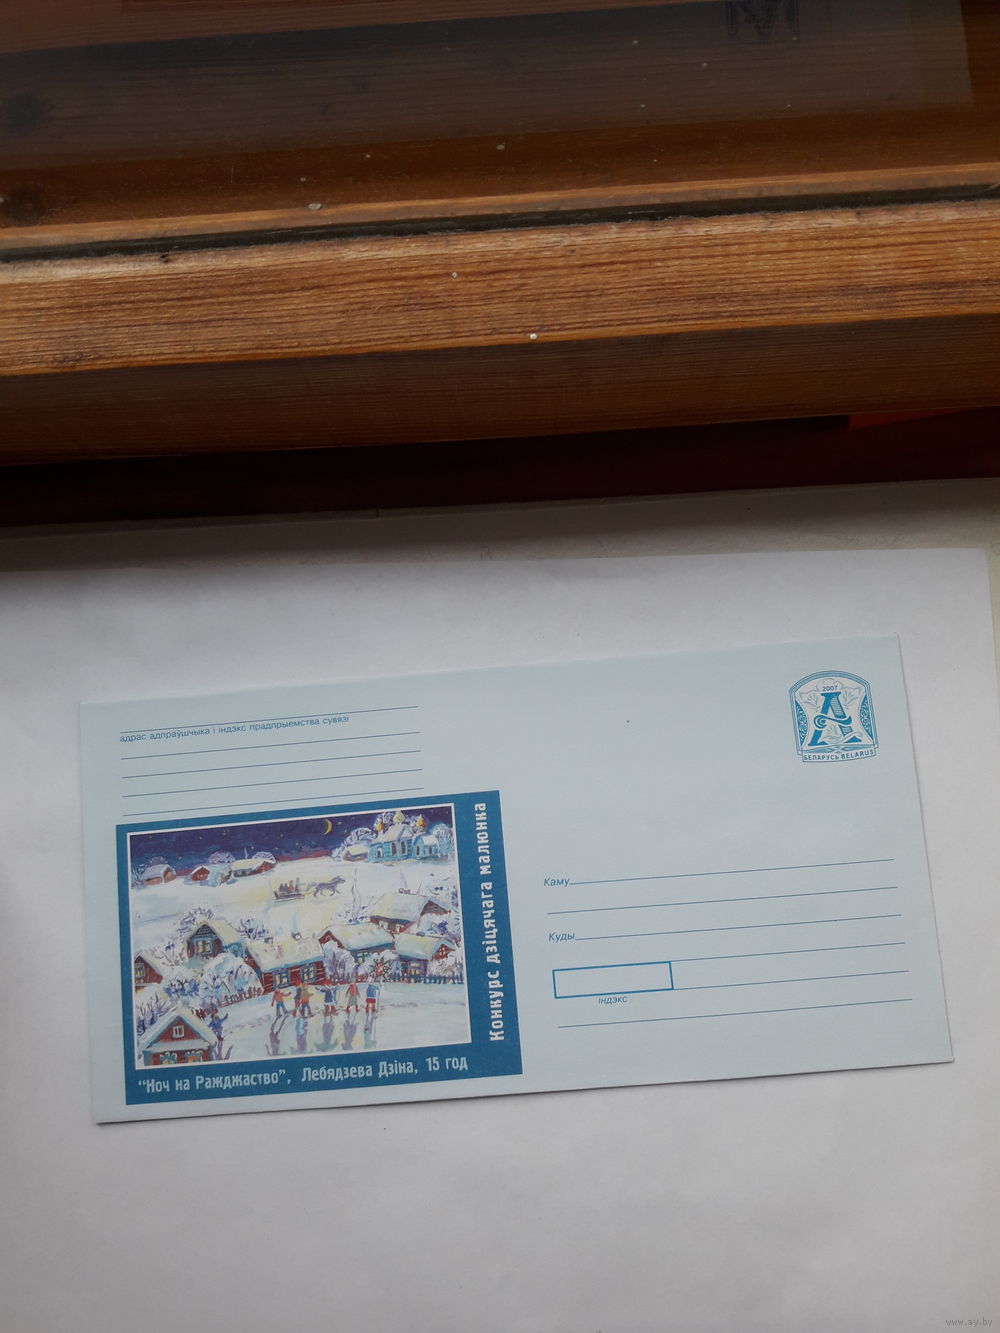 адрас адпраўшчыка і індэкс прадпрыемства сувязі
2007
А
БЕЛАРУСЬ BELARUS
Конкурс дзіцячага малюнка
"Ноч на Ражджаство", Лебядзева Дзіна, 15 год
Каму
Куды
індэкс
www.ay.by